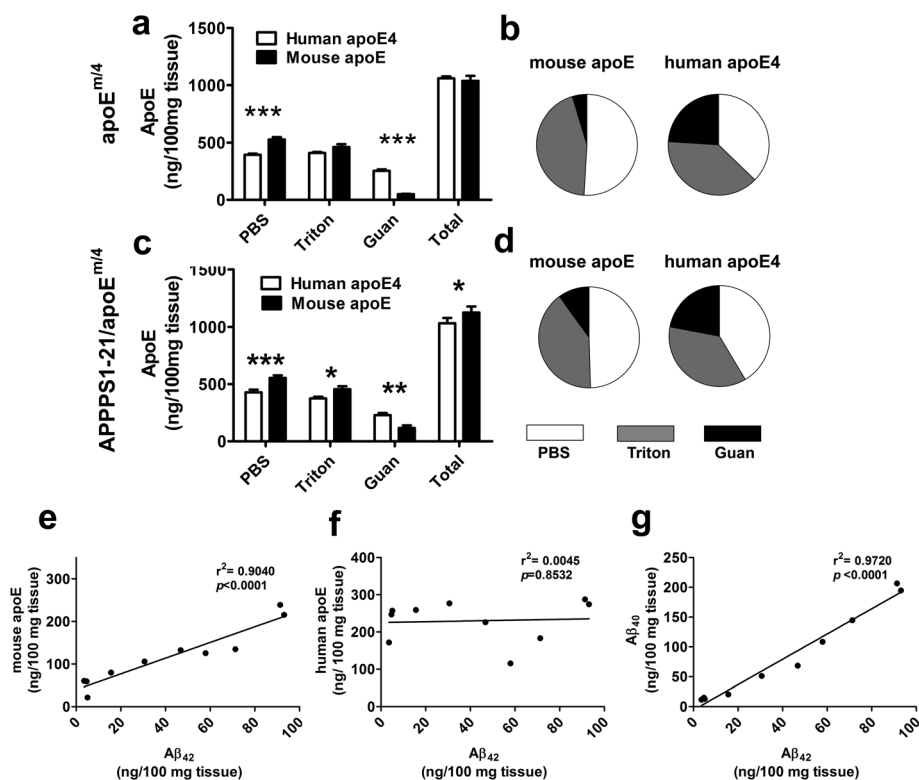 a
apoE^m/4
ApoE
(ng/100mg tissue)
1500
1000
500
0
Human apoE4
Mouse apoE
***
***
PBS
Triton
Guan
Total
b
mouse apoE
human apoE4
c
APPPS1-21/apoE^m/4
ApoE
(ng/100mg tissue)
1500
1000
500
0
Human apoE4
Mouse apoE
***
*
**
*
PBS
Triton
Guan
Total
d
mouse apoE
human apoE4
PBS
Triton
Guan
e
mouse apoE
(ng/100 mg tissue)
300
200
100
0
r²= 0.9040
p<0.0001
0
20
40
60
80
100
Aβ42
(ng/100 mg tissue)
f
human apoE
(ng/ 100 mg tissue)
400
300
200
100
0
r²= 0.0045
p=0.8532
0
20
40
60
80
100
Aβ42
(ng/100 mg tissue)
g
Aβ40
(ng/100 mg tissue)
250
200
150
100
50
0
r²= 0.9720
p <0.0001
0
20
40
60
80
100
Aβ42
(ng/100 mg tissue)